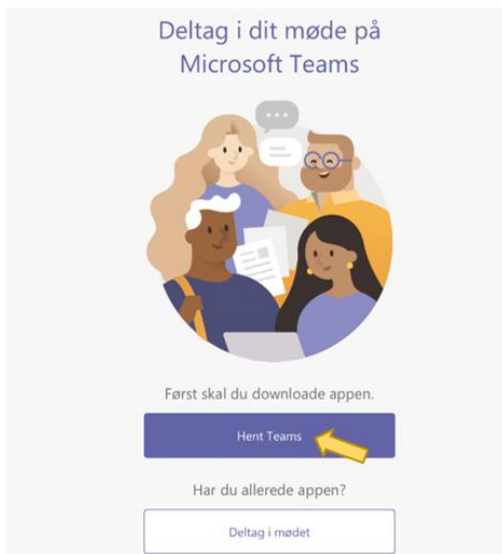 Deltag i dit møde på
Microsoft Teams
Først skal du downloade appen.
Hent Teams
Har du allerede appen?
Deltag i mødet